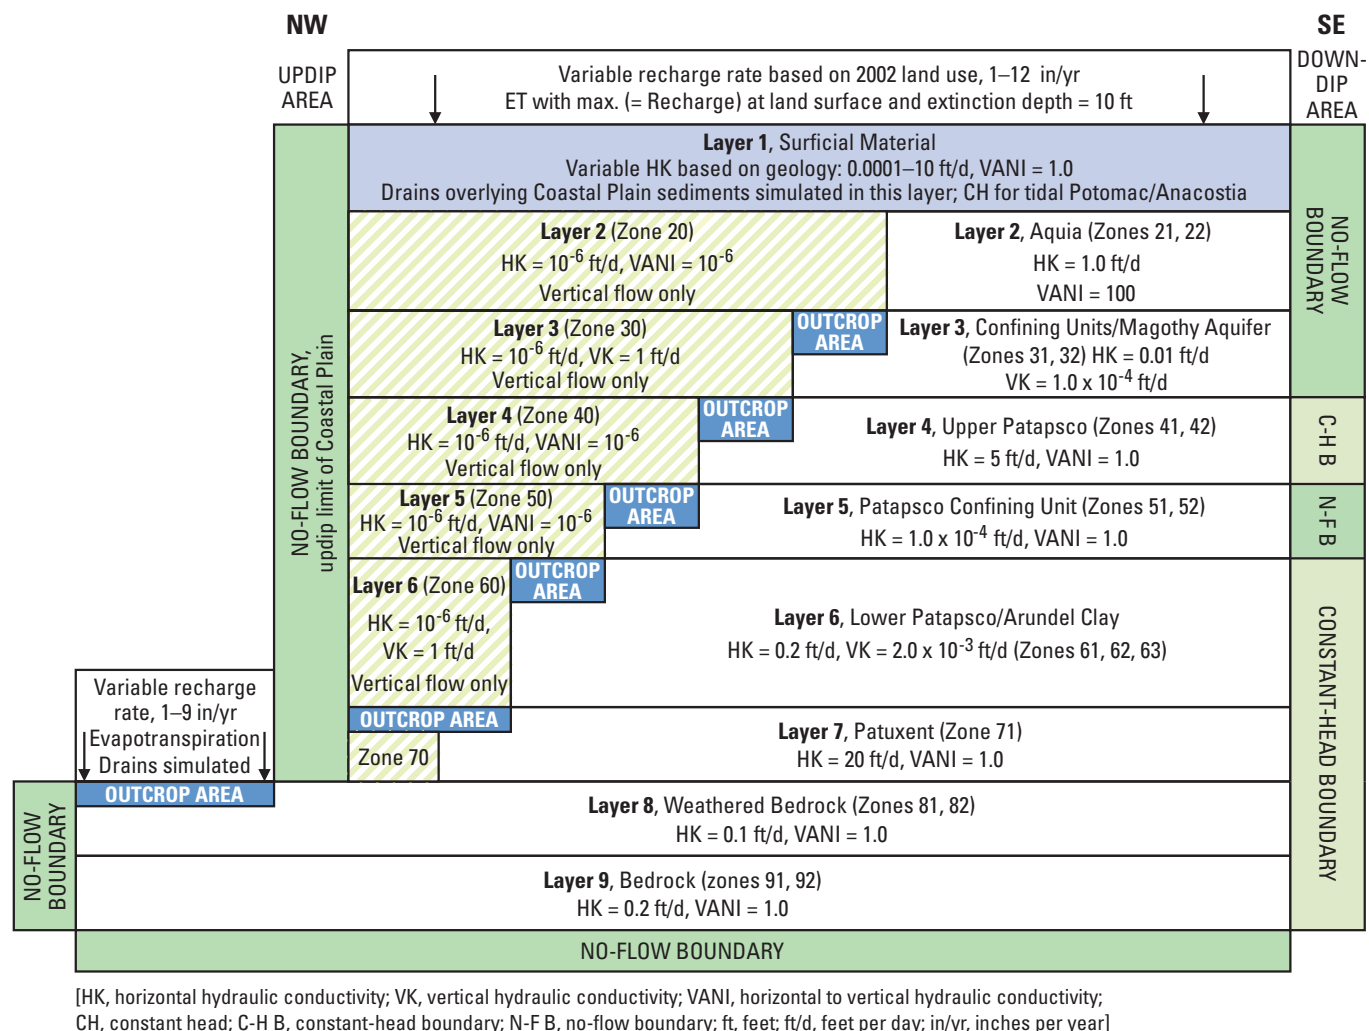 NW
SE
UPDIP
AREA
DOWN-
DIP
AREA
Variable recharge rate based on 2002 land use, 1–12 in/yr
ET with max. (= Recharge) at land surface and extinction depth = 10 ft
Layer 1, Surficial Material
Variable HK based on geology: 0.0001–10 ft/d, VANI = 1.0
Drains overlying Coastal Plain sediments simulated in this layer; CH for tidal Potomac/Anacostia
Layer 2 (Zone 20)
HK = 10-6 ft/d, VANI = 10-6
Vertical flow only
Layer 2, Aquia (Zones 21, 22)
HK = 1.0 ft/d
VANI = 100
NO-FLOW
BOUNDARY
Layer 3 (Zone 30)
HK = 10-6 ft/d, VK = 1 ft/d
Vertical flow only
OUTCROP
AREA
Layer 3, Confining Units/Magothy Aquifer
(Zones 31, 32) HK = 0.01 ft/d
VK = 1.0 x 10-4 ft/d
NO-FLOW BOUNDARY,
updip limit of Coastal Plain
Layer 4 (Zone 40)
HK = 10-6 ft/d, VANI = 10-6
Vertical flow only
OUTCROP
AREA
Layer 4, Upper Patapsco (Zones 41, 42)
HK = 5 ft/d, VANI = 1.0
C-H B
Layer 5 (Zone 50)
HK = 10-6 ft/d, VANI = 10-6
Vertical flow only
OUTCROP
AREA
Layer 5, Patapsco Confining Unit (Zones 51, 52)
HK = 1.0 x 10-4 ft/d, VANI = 1.0
N-F B
Layer 6 (Zone 60)
HK = 10-6 ft/d,
VK = 1 ft/d
Vertical flow only
OUTCROP
AREA
Layer 6, Lower Patapsco/Arundel Clay
HK = 0.2 ft/d, VK = 2.0 x 10-3 ft/d (Zones 61, 62, 63)
CONSTANT-HEAD BOUNDARY
Variable recharge
rate, 1–9 in/yr
Evapotranspiration
Drains simulated
OUTCROP AREA
Zone 70
Layer 7, Patuxent (Zone 71)
HK = 20 ft/d, VANI = 1.0
OUTCROP AREA
NO-FLOW
BOUNDARY
Layer 8, Weathered Bedrock (Zones 81, 82)
HK = 0.1 ft/d, VANI = 1.0
Layer 9, Bedrock (zones 91, 92)
HK = 0.2 ft/d, VANI = 1.0
NO-FLOW BOUNDARY
[HK, horizontal hydraulic conductivity; VK, vertical hydraulic conductivity; VANI, horizontal to vertical hydraulic conductivity;
CH, constant head; C-H B, constant-head boundary; N-F B, no-flow boundary; ft, feet; ft/d, feet per day; in/yr, inches per year]